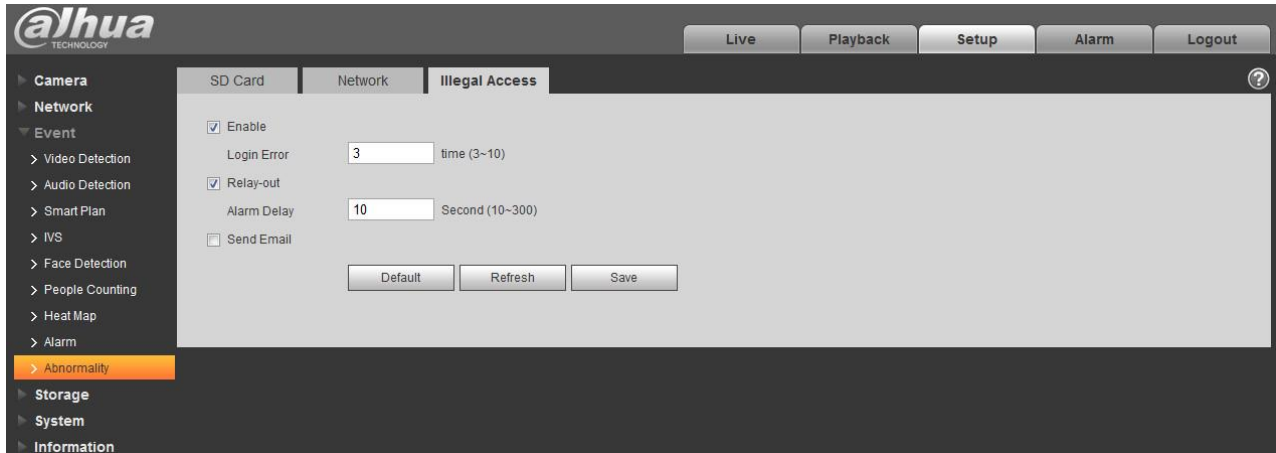 alhua
TECHNOLOGY
Live Playback Setup Alarm Logout
Camera
Network
Event
Video Detection
Audio Detection
Smart Plan
IVS
Face Detection
People Counting
Heat Map
Alarm
Abnormality
Storage
System
Information
SD Card Network Illegal Access ?
Enable
Login Error 3 time (3~10)
Relay-out
Alarm Delay 10 Second (10~300)
Send Email
Default Refresh Save